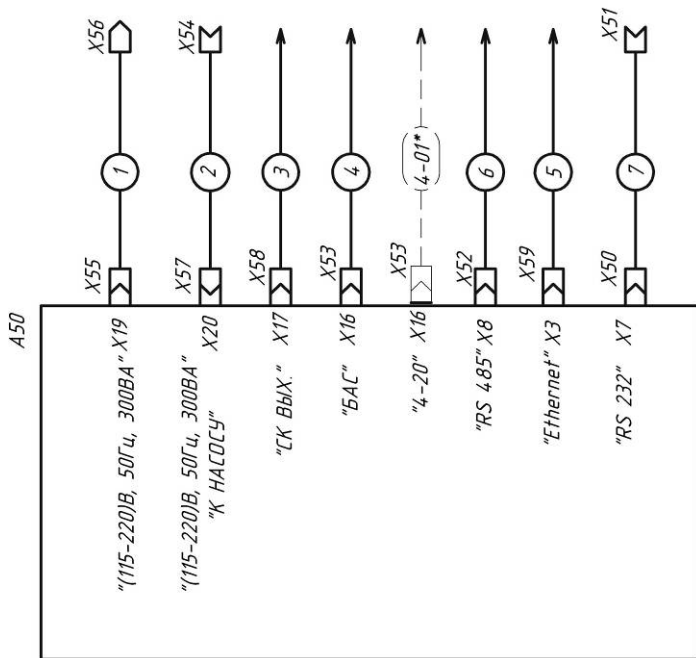 A50
"(115-220)В, 50Гц, 300ВА" X19
X55
1
X56
"(115-220)В, 50Гц, 300ВА"
"К НАСОСУ"
X20
X57
2
X54
"СК ВЫХ." X17
X58
3
"БАС" X16
X53
4
"4-20" X16
X53
4-01*
"RS 485" X8
X52
6
"Ethernet" X3
X59
5
"RS 232" X7
X50
7
X51